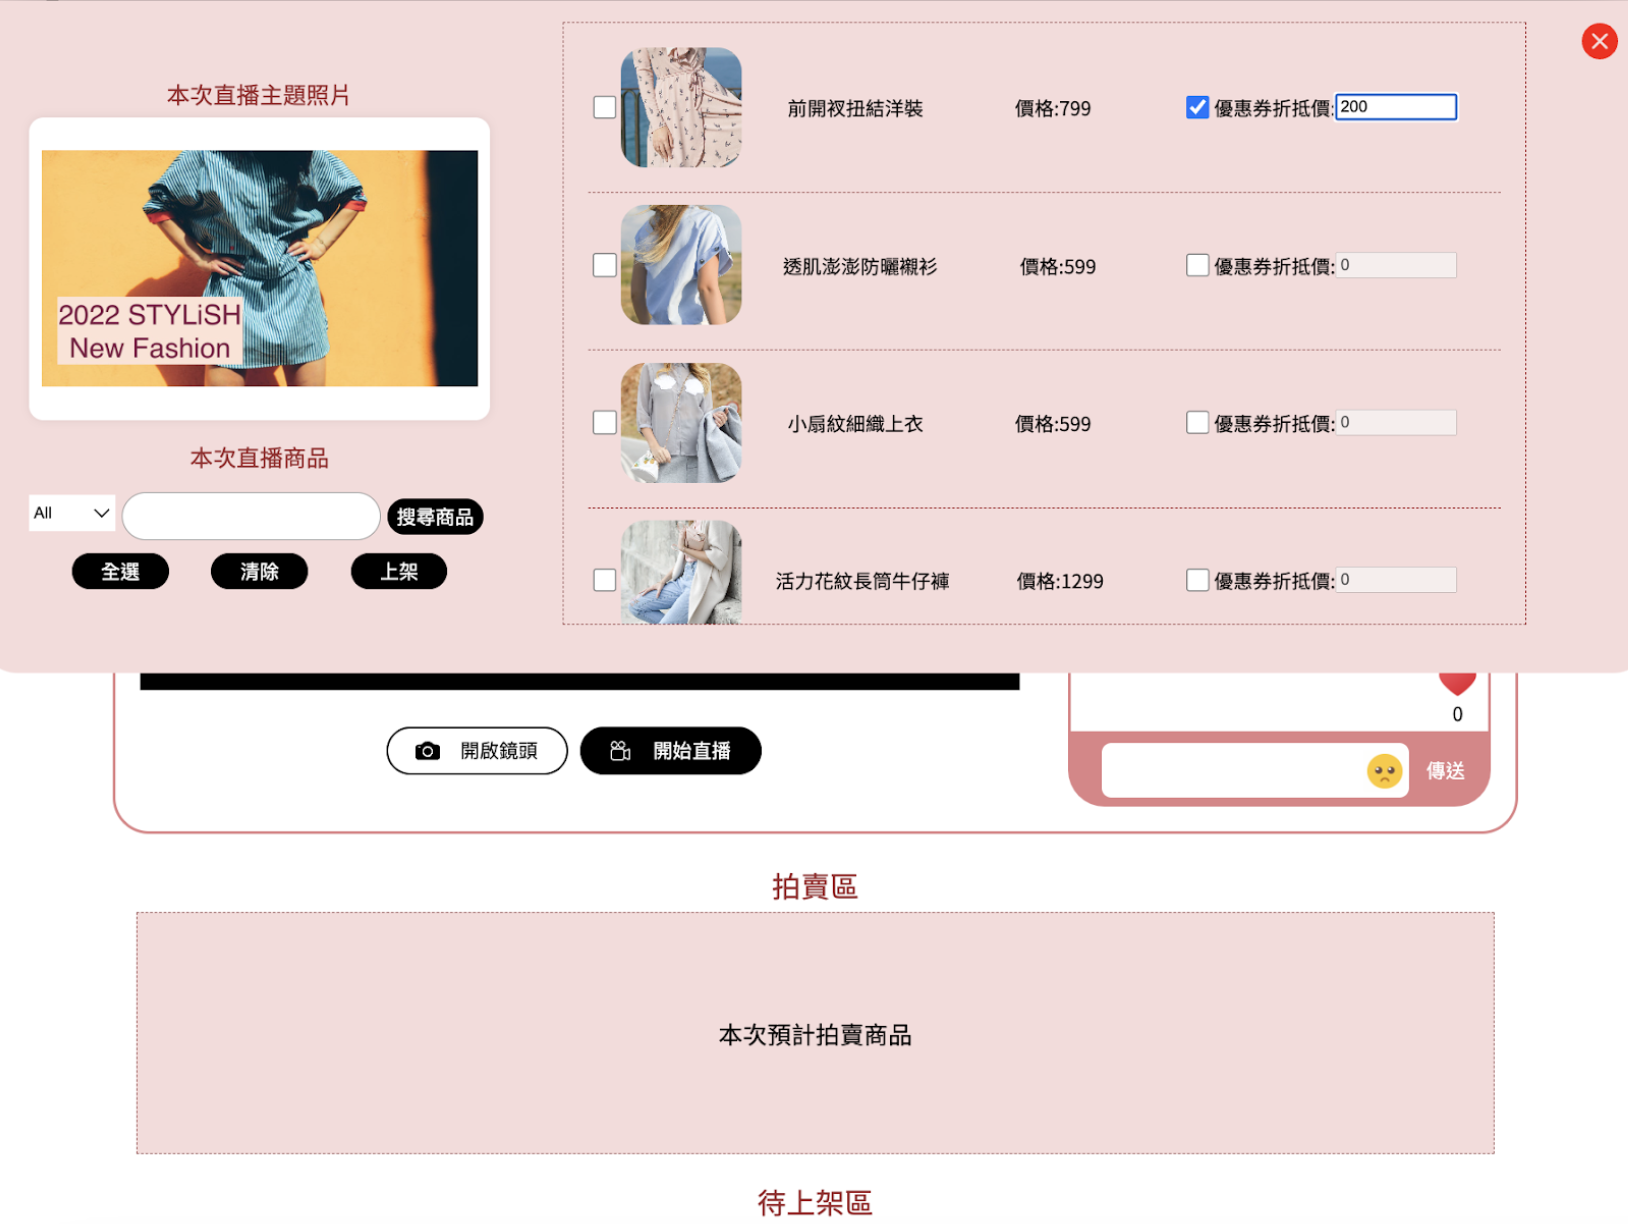 本次直播主題照片
2022 STYLiSH
New Fashion
本次直播商品
All
搜尋商品
全選
清除
上架
前開衩扭結洋裝
價格:799
優惠券折抵價:
200
透肌澎澎防曬襯衫
價格:599
優惠券折抵價:
0
小扇紋細織上衣
價格:599
優惠券折抵價:
0
活力花紋長筒牛仔褲
價格:1299
優惠券折抵價:
0
0
開啟鏡頭
開始直播
傳送
拍賣區
本次預計拍賣商品
待上架區